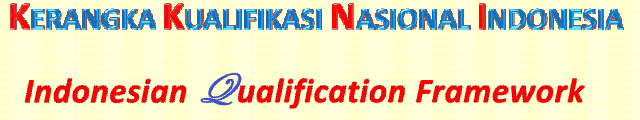 KERANGKA KUALIFIKASI NASIONAL INDONESIA
Indonesian Qualification Framework